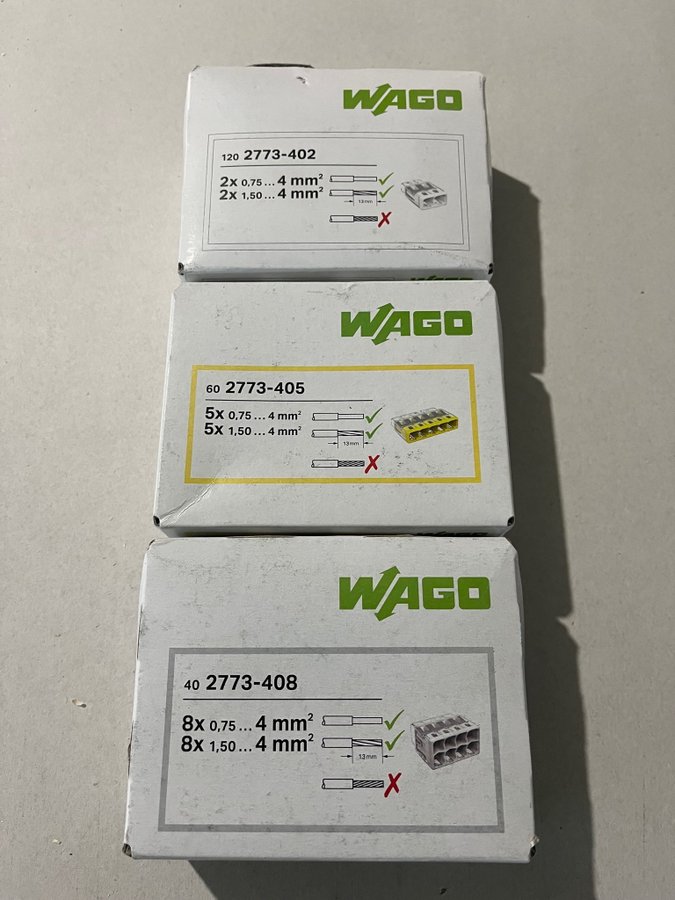 WAGO
120 2773-402
2x 0,75 ... 4 mm²
2x 1,50 ... 4 mm²
13mm
WAGO
60 2773-405
5x 0,75 ... 4 mm²
5x 1,50 ... 4 mm²
13mm
WAGO
40 2773-408
8x 0,75 ... 4 mm²
8x 1,50 ... 4 mm²
13mm